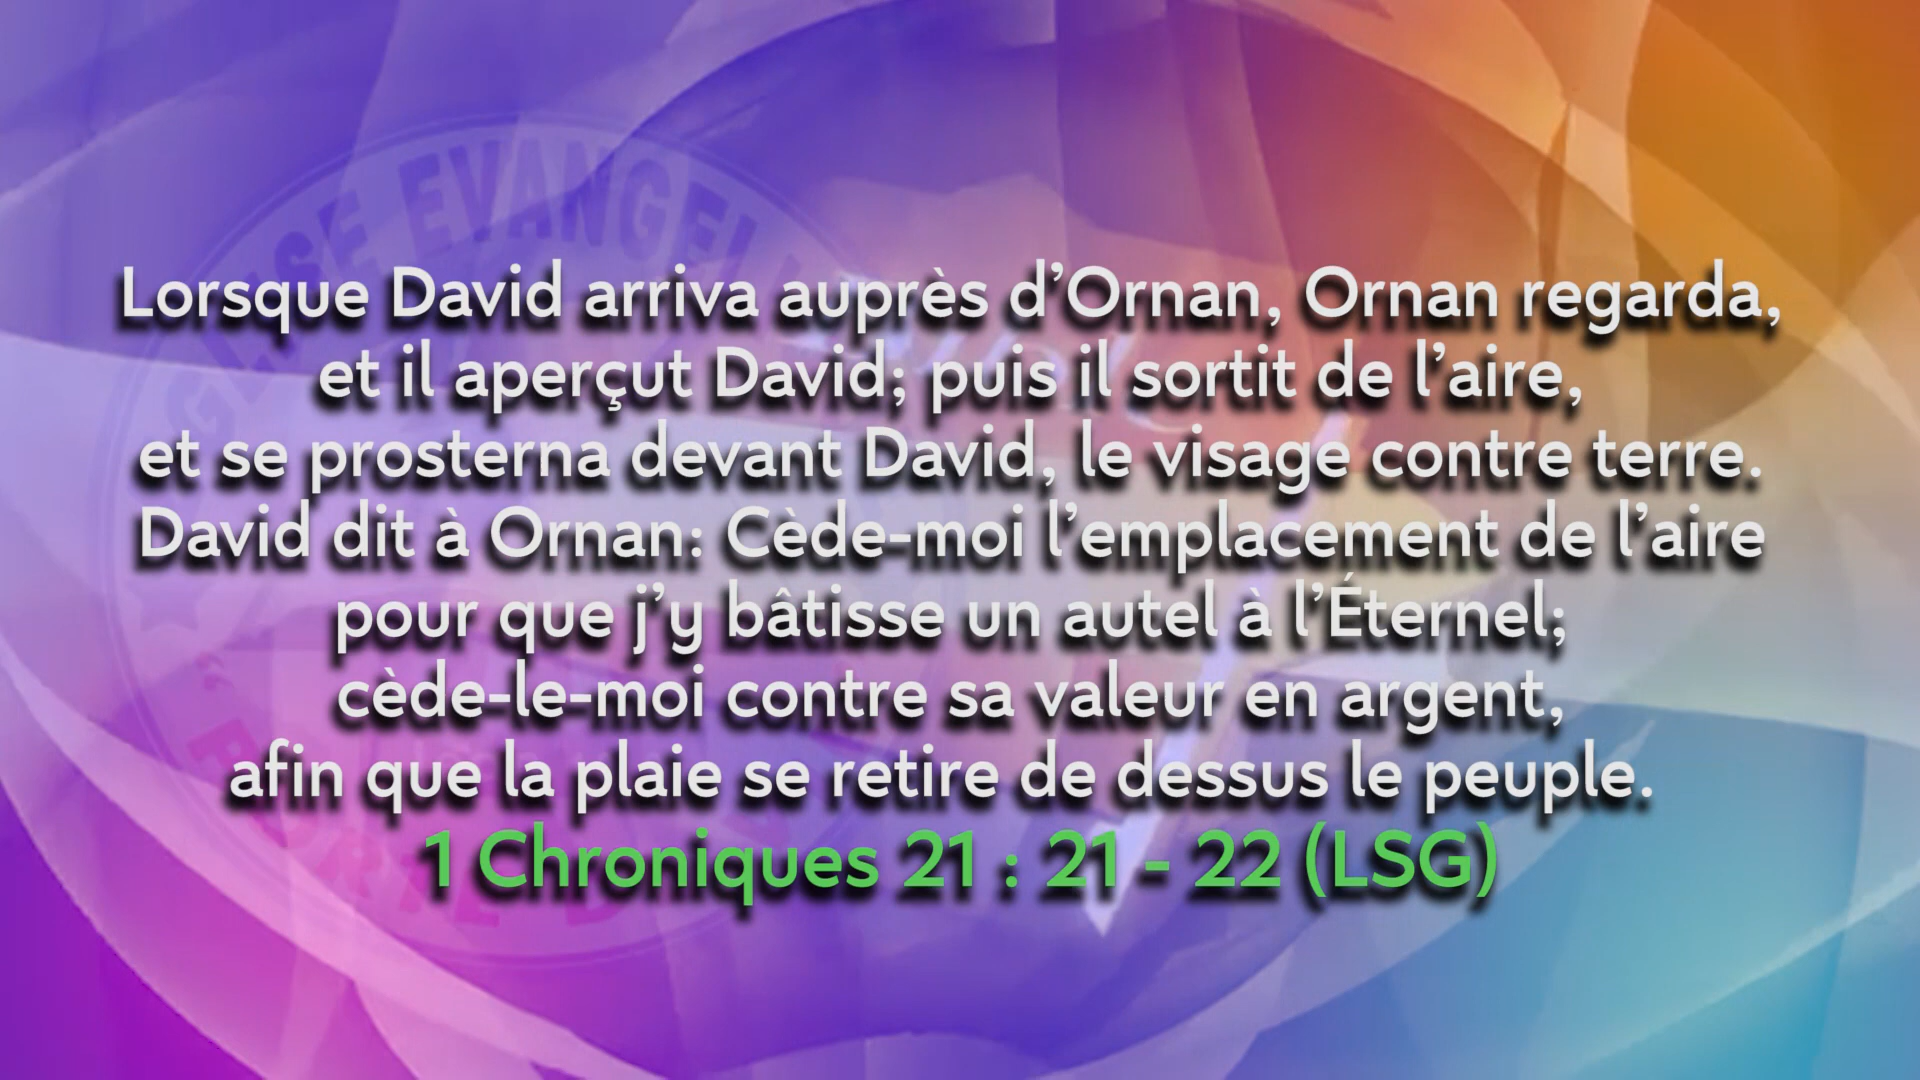 Lorsque David arriva auprès d’Ornan, Ornan regarda,
et il aperçut David; puis il sortit de l’aire,
et se prosterna devant David, le visage contre terre.
David dit à Ornan: Cède-moi l’emplacement de l’aire
pour que j’y bâtisse un autel à l’Éternel;
cède-le-moi contre sa valeur en argent,
afin que la plaie se retire de dessus le peuple.
1 Chroniques 21 : 21 - 22 (LSG)